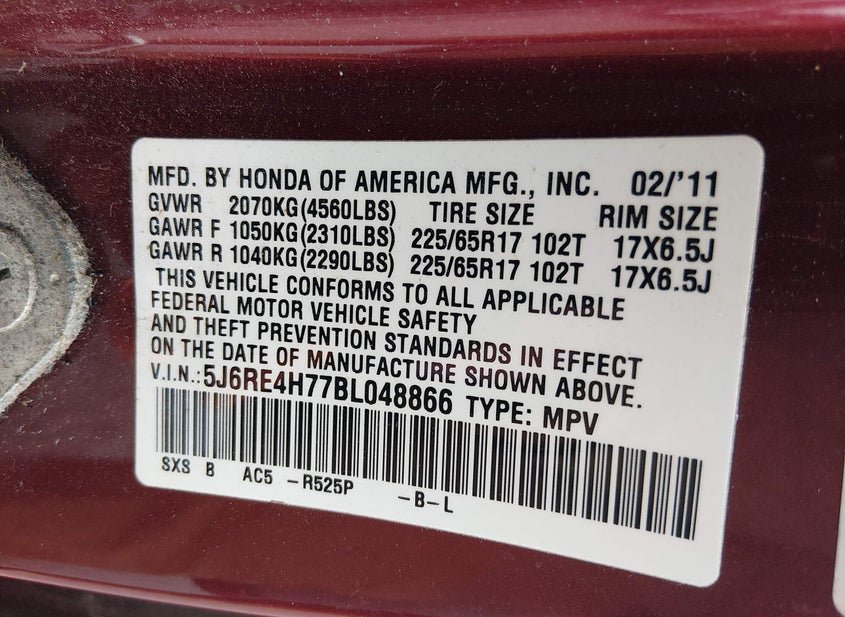 MFD. BY HONDA OF AMERICA MFG., INC. 02/'11
GVWR 2070KG(4560LBS) TIRE SIZE RIM SIZE
GAWR F 1050KG(2310LBS) 225/65R17 102T 17X6.5J
GAWR R 1040KG(2290LBS) 225/65R17 102T 17X6.5J
THIS VEHICLE CONFORMS TO ALL APPLICABLE
FEDERAL MOTOR VEHICLE SAFETY
AND THEFT PREVENTION STANDARDS IN EFFECT
ON THE DATE OF MANUFACTURE SHOWN ABOVE.
V.I.N.:5J6RE4H77BL048866 TYPE: MPV
SXS B AC5 -R525P -B-L